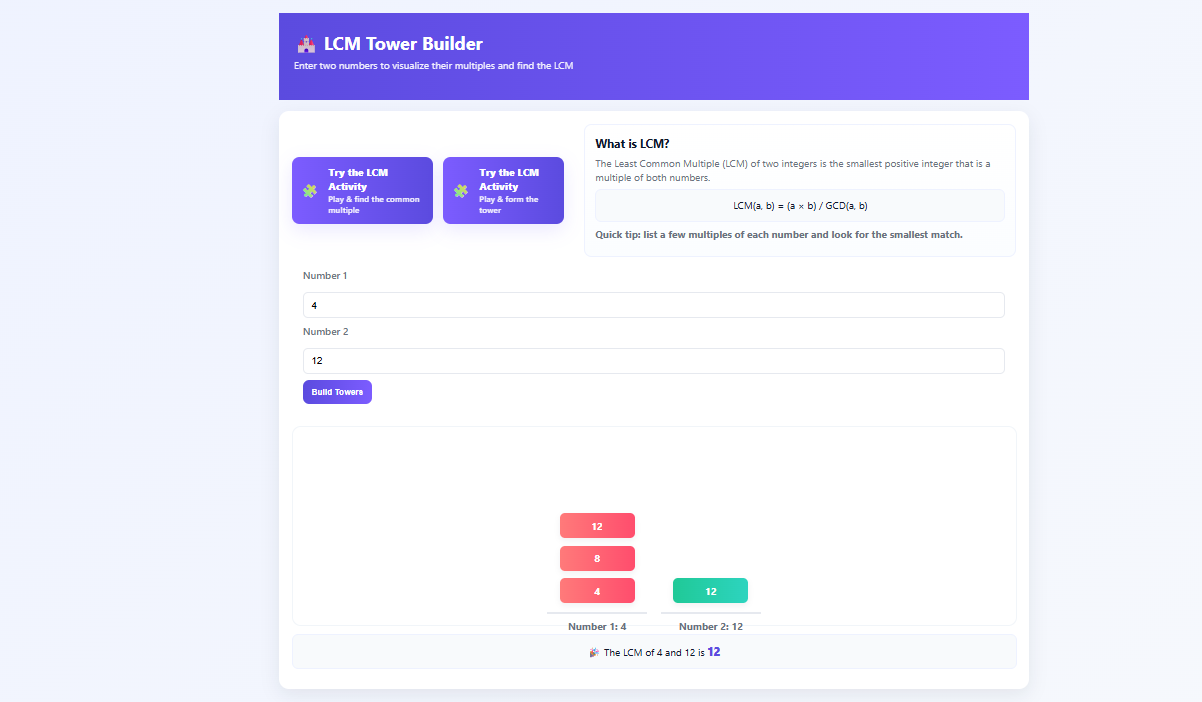 LCM Tower Builder
Enter two numbers to visualize their multiples and find the LCM
Try the LCM
Activity
Play & find the common
multiple
Try the LCM
Activity
Play & form the
tower
What is LCM?
The Least Common Multiple (LCM) of two integers is the smallest positive integer that is a
multiple of both numbers.
LCM(a, b) = (a × b) / GCD(a, b)
Quick tip: list a few multiples of each number and look for the smallest match.
Number 1
4
Number 2
12
Build Towers
12
8
4
Number 1: 4
12
Number 2: 12
The LCM of 4 and 12 is 12